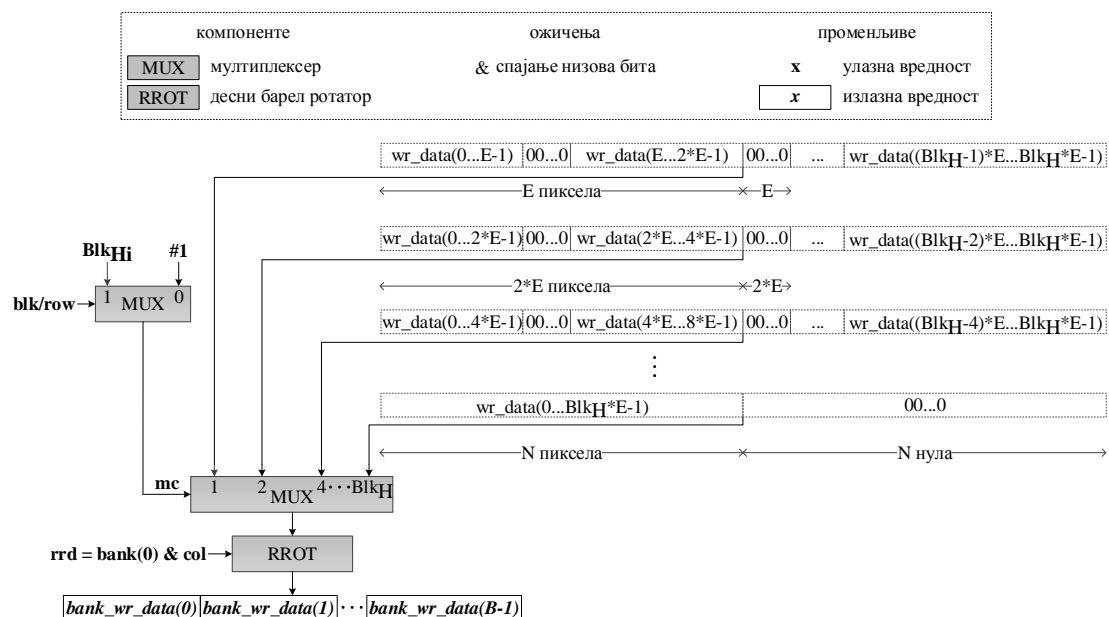 компоненте ожичења променљиве
MUX мултиплексер & спајање низова бита x улазна вредност
RROT десни барел ротатор x излазна вредност
wr_data(0...E-1) 00...0 wr_data(E...2*E-1) 00...0 ... wr_data((BlkH-1)*E...BlkH*E-1)
E пиксела E
wr_data(0...2*E-1) 00...0 wr_data(2*E...4*E-1) 00...0 ... wr_data((BlkH-2)*E...BlkH*E-1)
BlkHi #1
2*E пиксела 2*E
blk/row 1 MUX 0
wr_data(0...4*E-1) 00...0 wr_data(4*E...8*E-1) 00...0 ... wr_data((BlkH-4)*E...BlkH*E-1)
⋮
wr_data(0...BlkH*E-1) 00...0
N пиксела N нула
mc 1 2 MUX 4 ··· BlkH
rrd = bank(0) & col RROT
bank_wr_data(0) bank_wr_data(1) ··· bank_wr_data(B-1)